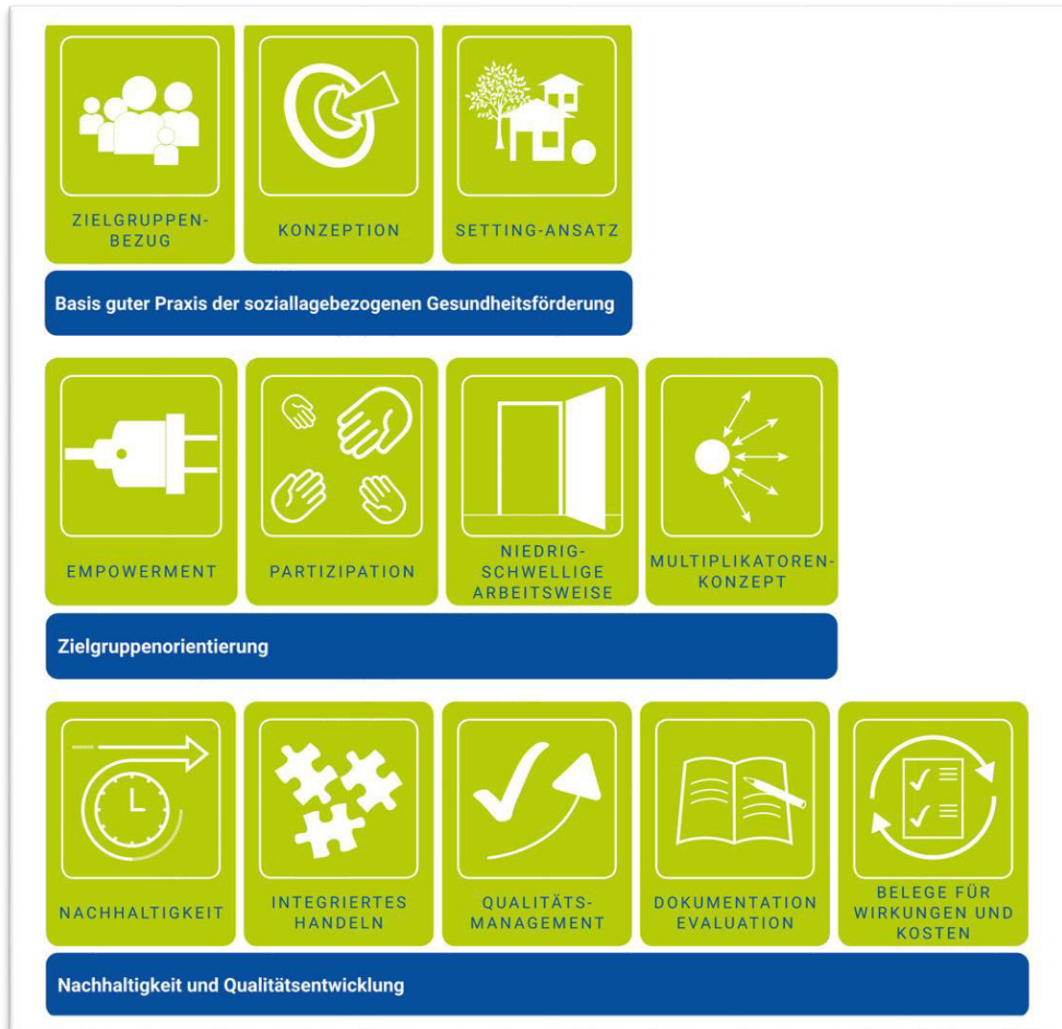 ZIELGRUPPEN-
BEZUG
KONZEPTION
SETTING-ANSATZ
Basis guter Praxis der soziallagebezogenen Gesundheitsförderung
EMPOWERMENT
PARTIZIPATION
NIEDRIG-
SCHWELLIGE
ARBEITSWEISE
MULTIPLIKATOREN-
KONZEPT
Zielgruppenorientierung
NACHHALTIGKEIT
INTEGRIERTES
HANDELN
QUALITÄTS-
MANAGEMENT
DOKUMENTATION
EVALUATION
BELEGE FÜR
WIRKUNGEN UND
KOSTEN
Nachhaltigkeit und Qualitätsentwicklung